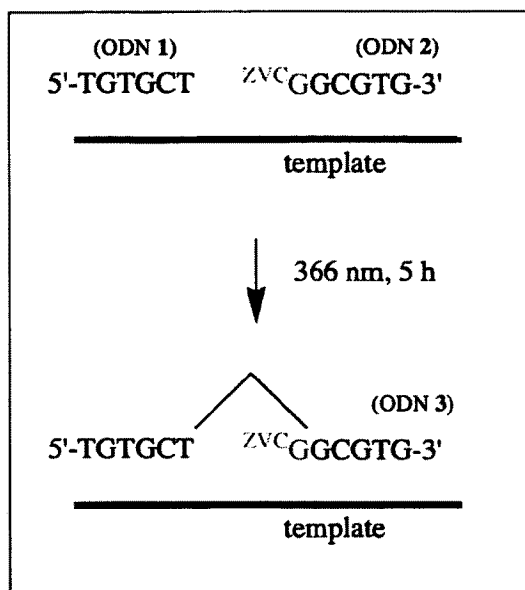 (ODN 1) (ODN 2)
5'-TGTGCT ZVCGGCGTG-3'
template
366 nm, 5 h
(ODN 3)
5'-TGTGCT ZVCGGCGTG-3'
template